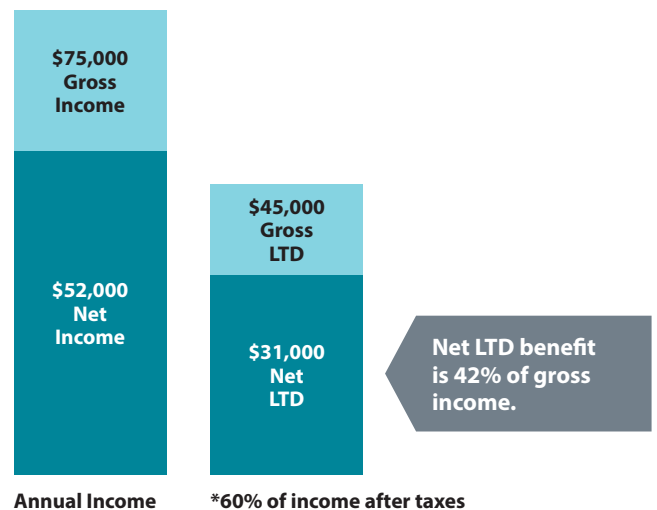 $75,000
Gross
Income
$52,000
Net
Income
$45,000
Gross
LTD
$31,000
Net
LTD
Net LTD benefit
is 42% of gross
income.
Annual Income
*60% of income after taxes